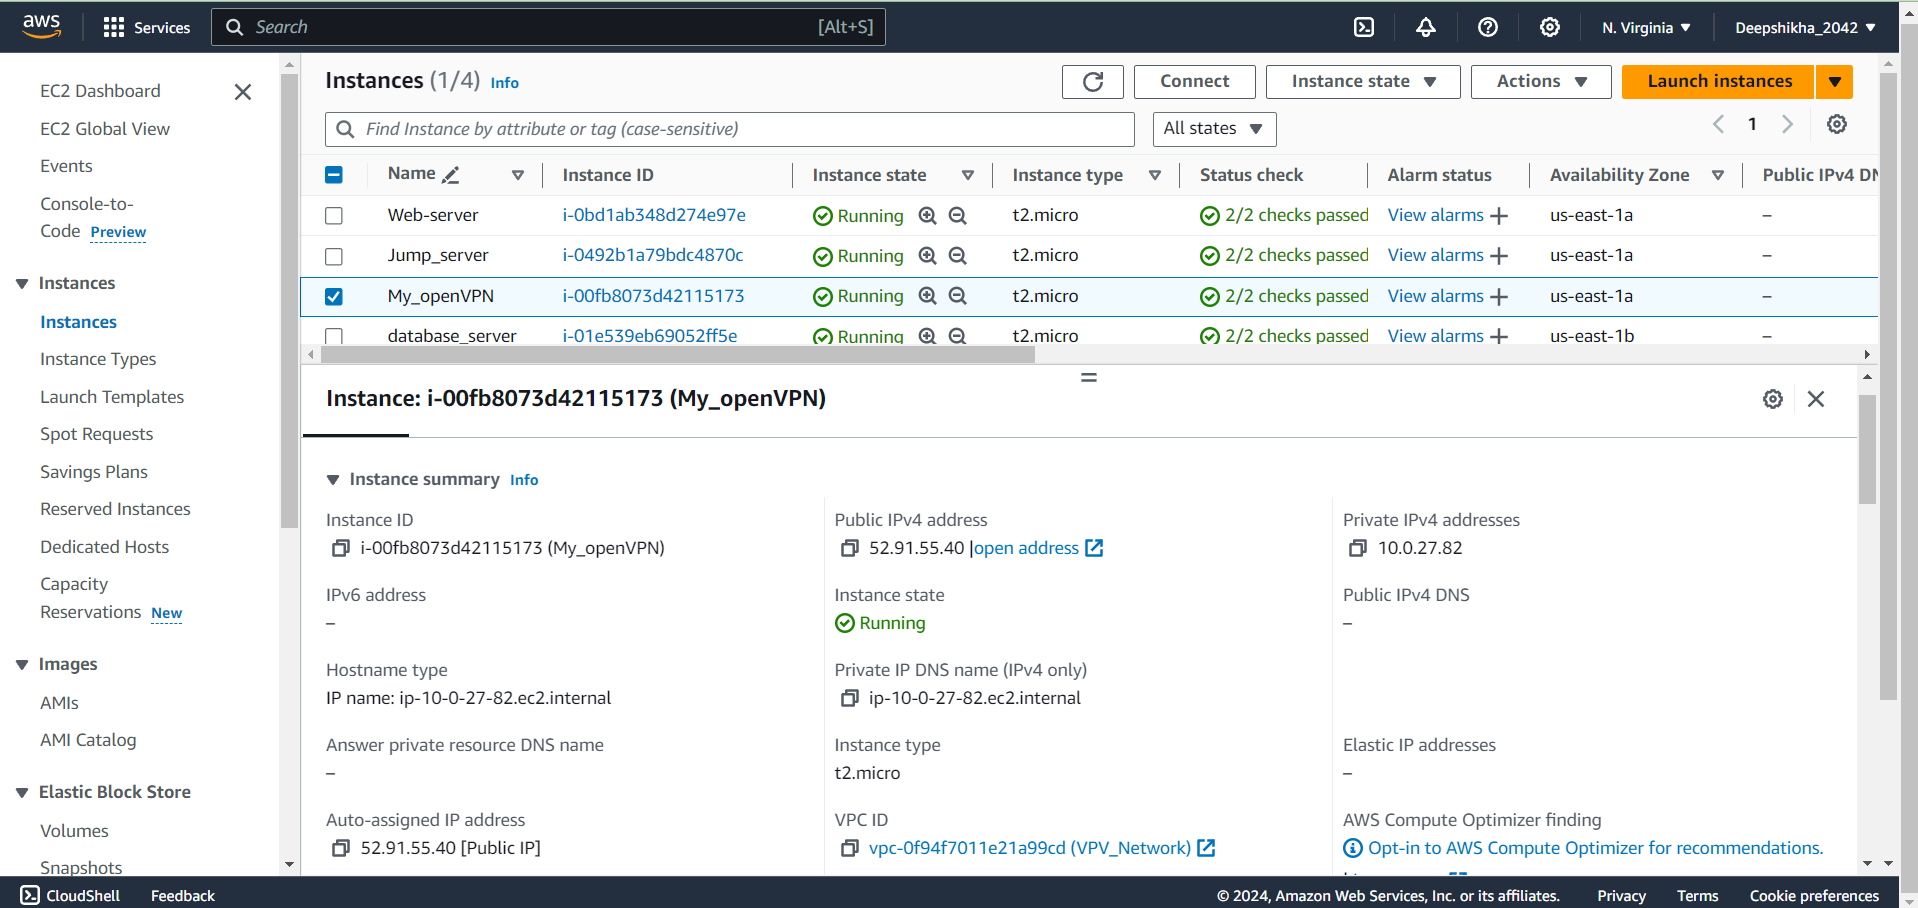 aws Services Search [Alt+S] N. Virginia Deepshikha_2042
EC2 Dashboard
EC2 Global View
Events
Console-to-
Code Preview
Instances
Instances
Instance Types
Launch Templates
Spot Requests
Savings Plans
Reserved Instances
Dedicated Hosts
Capacity
Reservations New
Images
AMIs
AMI Catalog
Elastic Block Store
Volumes
Snapshots
Instances (1/4) Info Connect Instance state Actions Launch instances
Find Instance by attribute or tag (case-sensitive) All states 1
Name Instance ID Instance state Instance type Status check Alarm status Availability Zone Public IPv4 DN
Web-server i-0bd1ab348d274e97e Running t2.micro 2/2 checks passed View alarms us-east-1a –
Jump_server i-0492b1a79bdc4870c Running t2.micro 2/2 checks passed View alarms us-east-1a –
My_openVPN i-00fb8073d42115173 Running t2.micro 2/2 checks passed View alarms us-east-1a –
database_server i-01e539eb69052ff5e Running t2.micro 2/2 checks passed View alarms us-east-1b –
Instance: i-00fb8073d42115173 (My_openVPN)
Instance summary Info
Instance ID Public IPv4 address Private IPv4 addresses
i-00fb8073d42115173 (My_openVPN) 52.91.55.40 |open address 10.0.27.82
IPv6 address Instance state Public IPv4 DNS
– Running –
Hostname type Private IP DNS name (IPv4 only)
IP name: ip-10-0-27-82.ec2.internal ip-10-0-27-82.ec2.internal
Answer private resource DNS name Instance type Elastic IP addresses
– t2.micro –
Auto-assigned IP address VPC ID AWS Compute Optimizer finding
52.91.55.40 [Public IP] vpc-0f94f7011e21a99cd (VPV_Network) Opt-in to AWS Compute Optimizer for recommendations.
CloudShell Feedback © 2024, Amazon Web Services, Inc. or its affiliates. Privacy Terms Cookie preferences